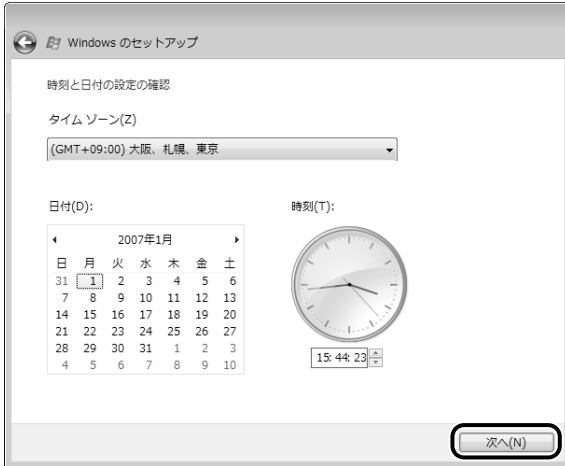 Windows のセットアップ
時刻と日付の設定の確認
タイム ゾーン(Z)
(GMT+09:00) 大阪、札幌、東京
日付(D):
2007年1月
日 月 火 水 木 金 土
31 1 2 3 4 5 6
7 8 9 10 11 12 13
14 15 16 17 18 19 20
21 22 23 24 25 26 27
28 29 30 31 1 2 3
4 5 6 7 8 9 10
時刻(T):
15: 44: 23
次へ(N)